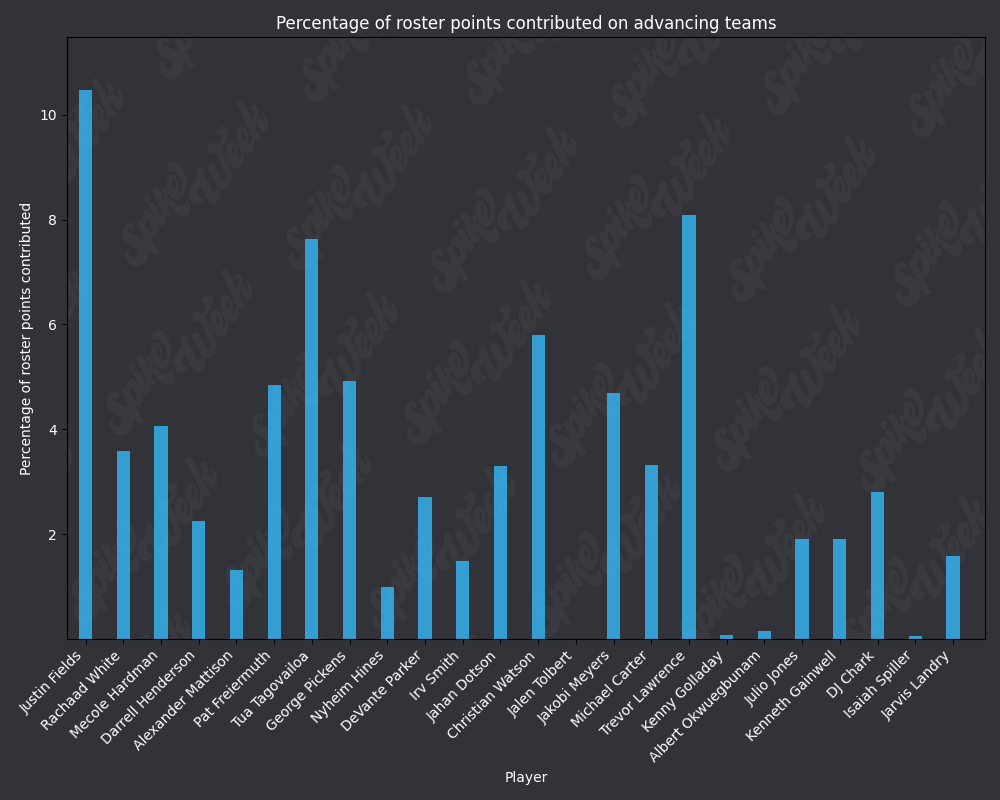 Percentage of roster points contributed on advancing teams
Percentage of roster points contributed
10
8
6
4
2
Justin Fields
Rachaad White
Mecole Hardman
Darrell Henderson
Alexander Mattison
Pat Freiermuth
Tua Tagovailoa
George Pickens
Nyheim Hines
DeVante Parker
Irv Smith
Jahan Dotson
Christian Watson
Jalen Tolbert
Jakobi Meyers
Michael Carter
Trevor Lawrence
Kenny Golladay
Albert Okwuegbunam
Julio Jones
Kenneth Gainwell
DJ Chark
Isaiah Spiller
Jarvis Landry
Player
Spike Week